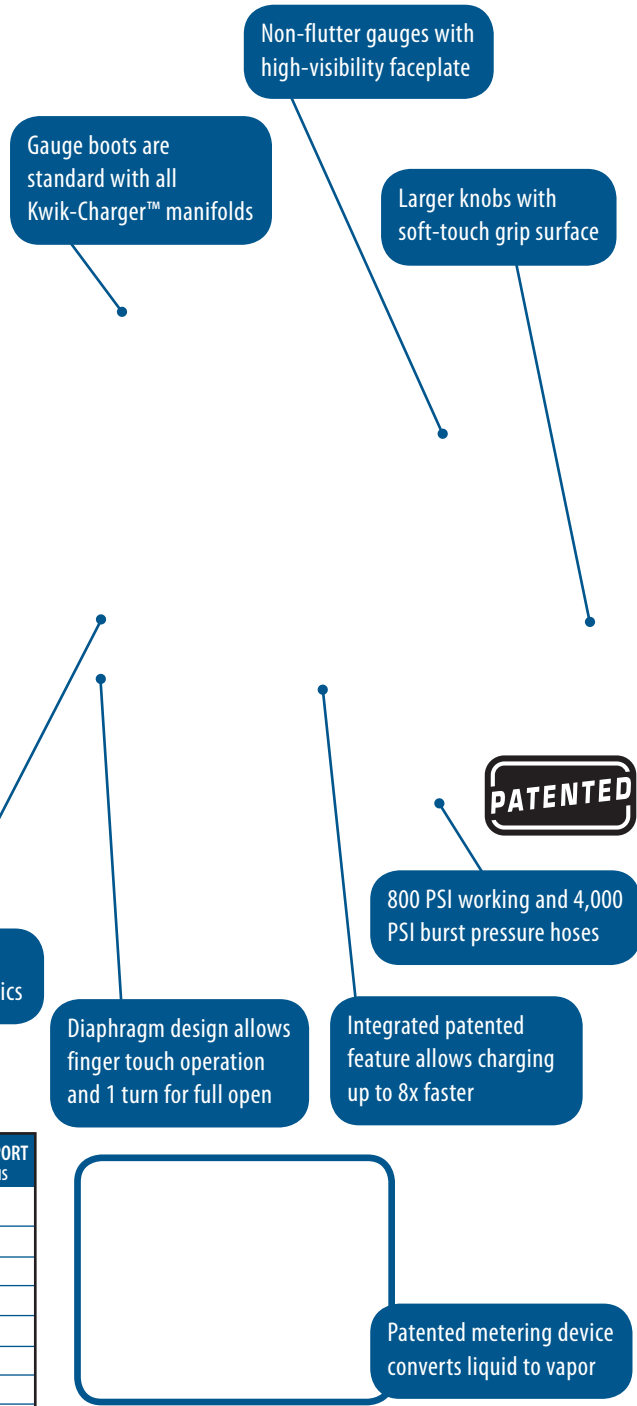 Non-flutter gauges with
high-visibility faceplate
Gauge boots are
standard with all
Kwik-Charger™ manifolds
Larger knobs with
soft-touch grip surface
PATENTED
800 PSI working and 4,000
PSI burst pressure hoses
Diaphragm design allows
finger touch operation
and 1 turn for full open
Integrated patented
feature allows charging
up to 8x faster
Patented metering device
converts liquid to vapor